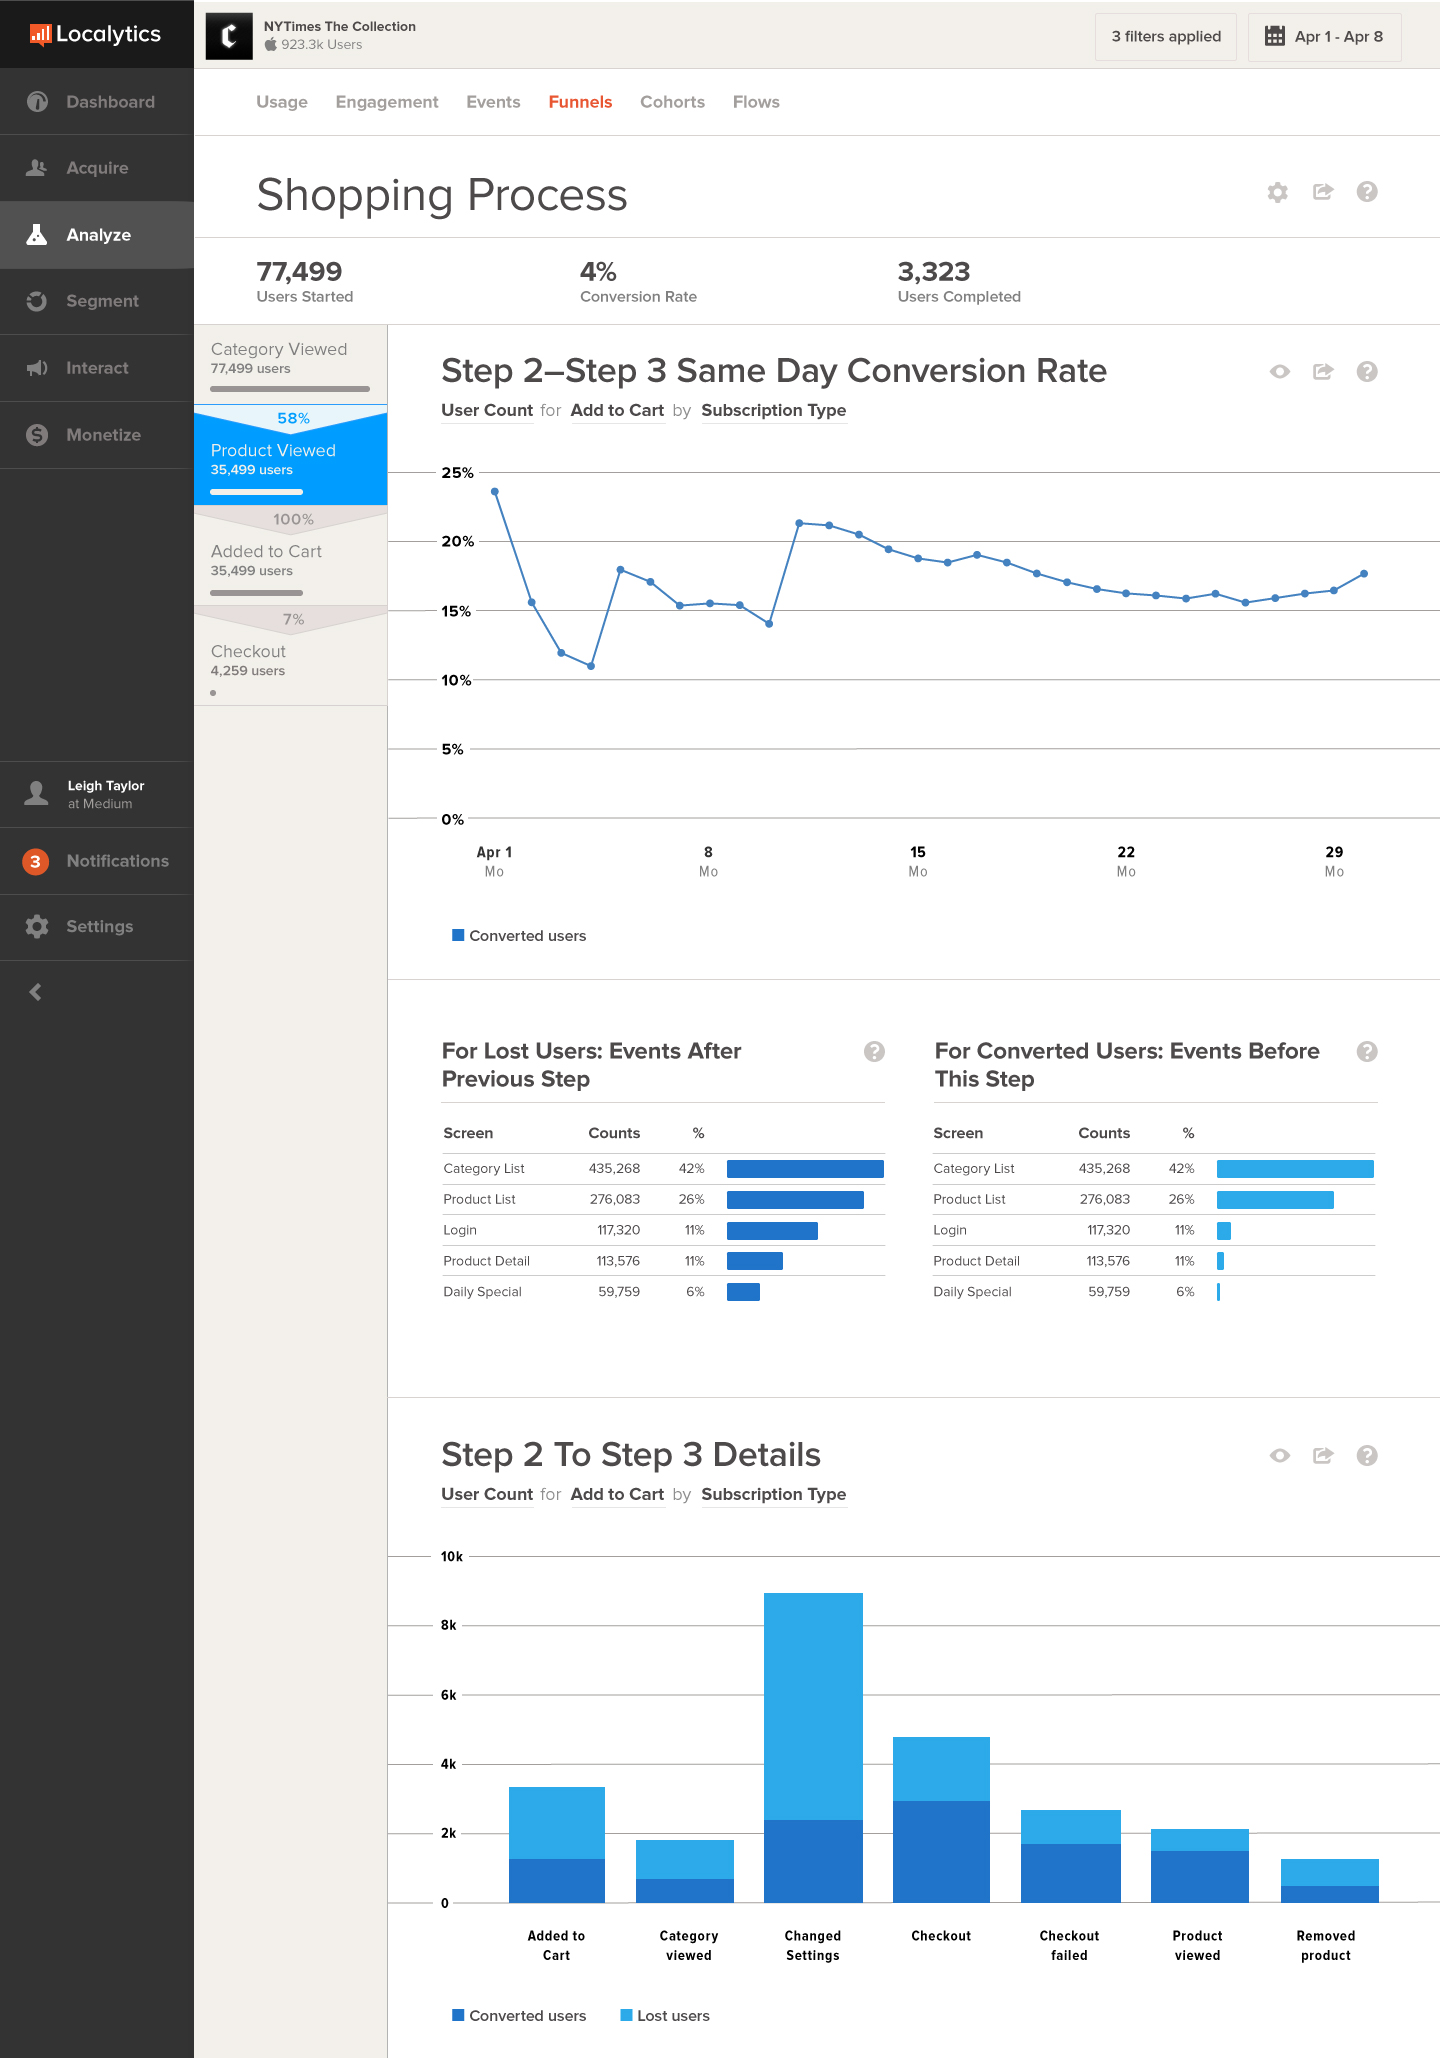 Localytics
NYTimes The Collection
923.3k Users
3 filters applied
Apr 1 - Apr 8
Dashboard
Acquire
Analyze
Segment
Interact
Monetize
Leigh Taylor
at Medium
3 Notifications
Settings
Usage Engagement Events Funnels Cohorts Flows
Shopping Process
77,499
Users Started
4%
Conversion Rate
3,323
Users Completed
Category Viewed
77,499 users
58%
Product Viewed
35,499 users
100%
Added to Cart
35,499 users
7%
Checkout
4,259 users
Step 2–Step 3 Same Day Conversion Rate
User Count for Add to Cart by Subscription Type
25%
20%
15%
10%
5%
0%
Apr 1 8 15 22 29
Mo Mo Mo Mo Mo
Converted users
For Lost Users: Events After
Previous Step
Screen Counts %
Category List 435,268 42%
Product List 276,083 26%
Login 117,320 11%
Product Detail 113,576 11%
Daily Special 59,759 6%
For Converted Users: Events Before
This Step
Screen Counts %
Category List 435,268 42%
Product List 276,083 26%
Login 117,320 11%
Product Detail 113,576 11%
Daily Special 59,759 6%
Step 2 To Step 3 Details
User Count for Add to Cart by Subscription Type
10k
8k
6k
4k
2k
0
Added to
Cart
Category
viewed
Changed
Settings
Checkout
Checkout
failed
Product
viewed
Removed
product
Converted users Lost users